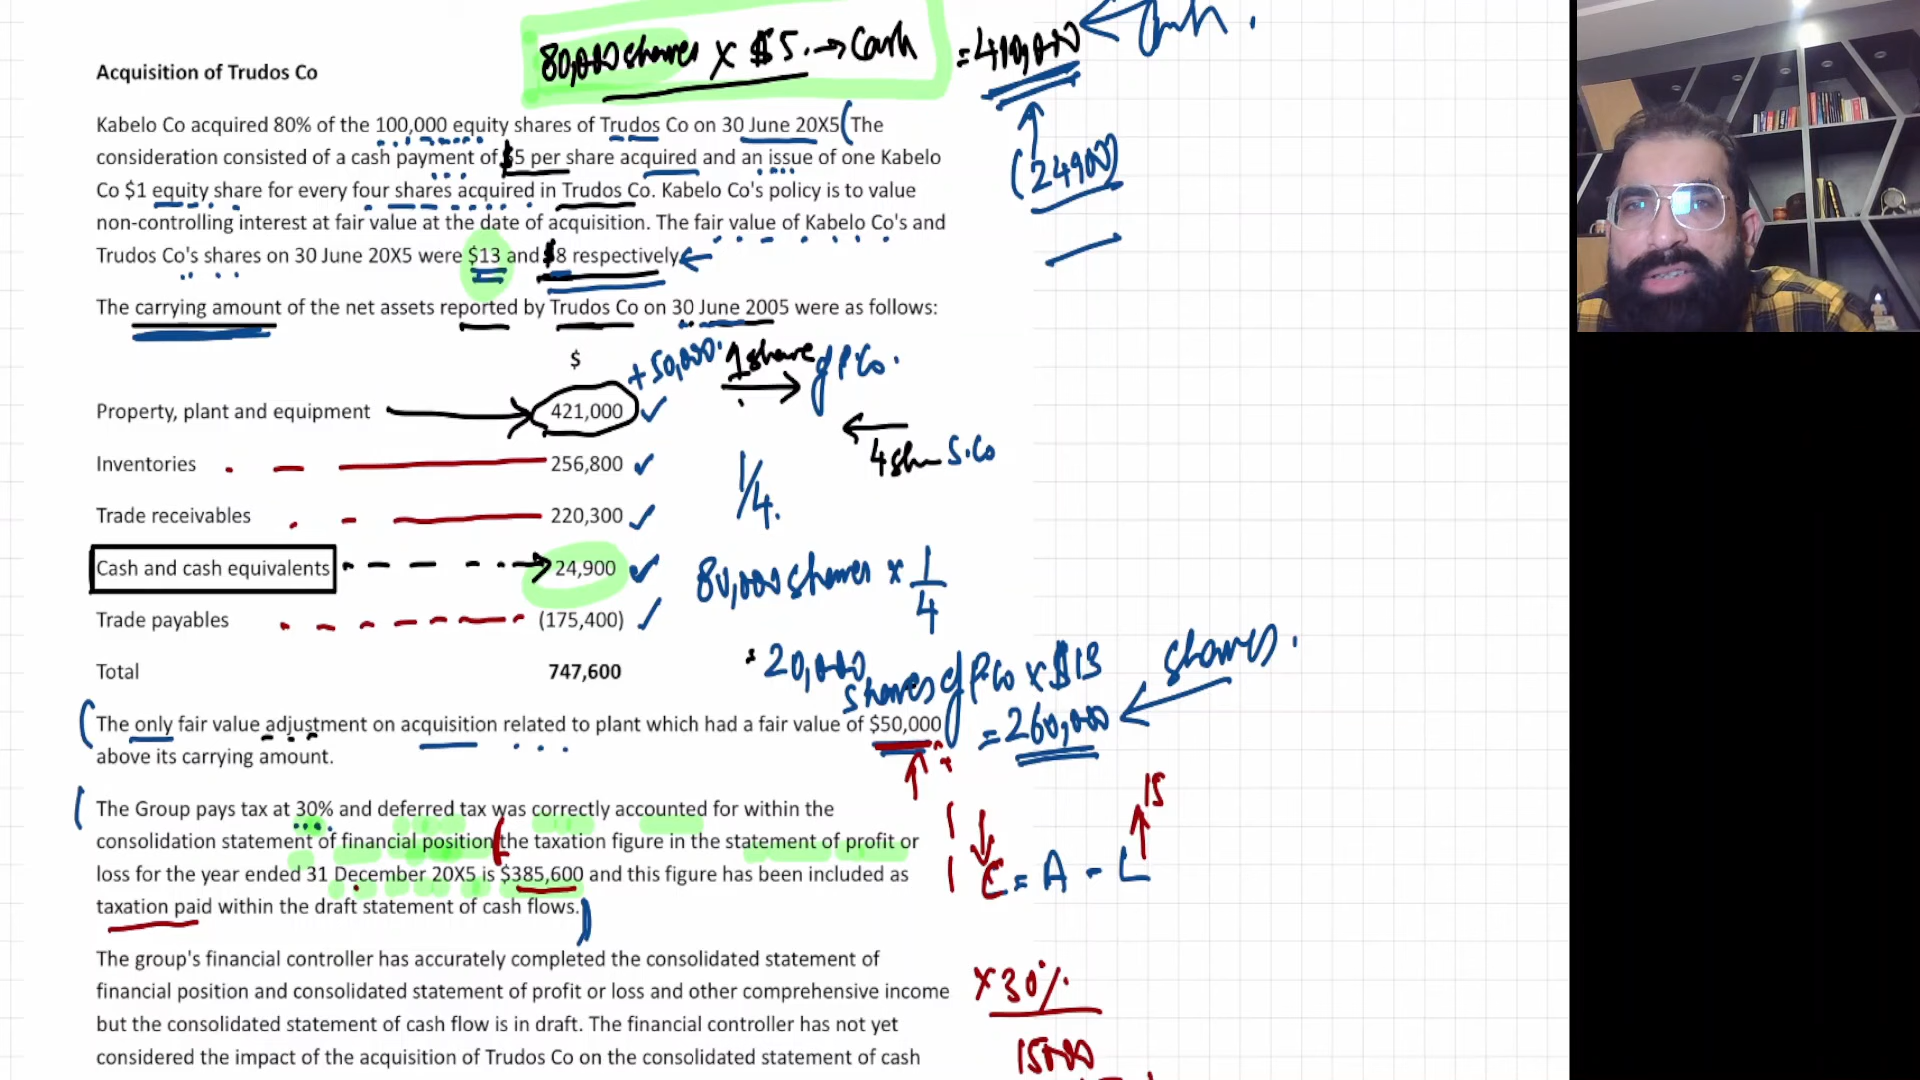 80,000 shares x $5. → Cash = 400,000 ← Cash.
Acquisition of Trudos Co
Kabelo Co acquired 80% of the 100,000 equity shares of Trudos Co on 30 June 20X5 (The
consideration consisted of a cash payment of $5 per share acquired and an issue of one Kabelo
(24900)
Co $1 equity share for every four shares acquired in Trudos Co. Kabelo Co's policy is to value
non-controlling interest at fair value at the date of acquisition. The fair value of Kabelo Co's and
Trudos Co's shares on 30 June 20X5 were $13 and $8 respectively
The carrying amount of the net assets reported by Trudos Co on 30 June 2005 were as follows:
$
+50,000.
1 share of P.Co.
Property, plant and equipment 421,000
4 sh S.Co
Inventories 256,800
1/4.
Trade receivables 220,300
Cash and cash equivalents 24,900
80,000 shares x 1/4
Trade payables (175,400)
Total 747,600
= 20,000 shares of P.Co x $13
= 260,000 ← shares.
(The only fair value adjustment on acquisition related to plant which had a fair value of $50,000
above its carrying amount.
15
(The Group pays tax at 30% and deferred tax was correctly accounted for within the
consolidation statement of financial position (the taxation figure in the statement of profit or
loss for the year ended 31 December 20X5 is $385,600 and this figure has been included as
E = A - L
taxation paid within the draft statement of cash flows.)
The group's financial controller has accurately completed the consolidated statement of
financial position and consolidated statement of profit or loss and other comprehensive income
x 30%
but the consolidated statement of cash flow is in draft. The financial controller has not yet
considered the impact of the acquisition of Trudos Co on the consolidated statement of cash
15000